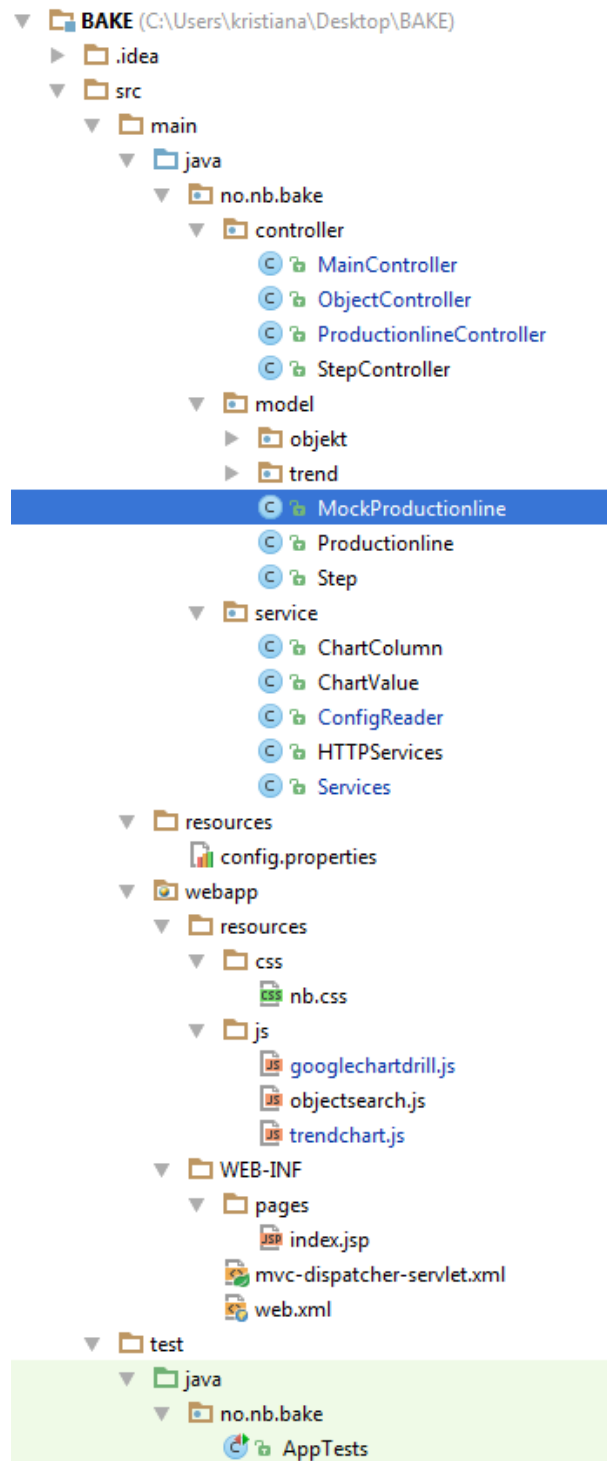 BAKE (C:\Users\kristiana\Desktop\BAKE)
.idea
src
main
java
no.nb.bake
controller
MainController
ObjectController
ProductionlineController
StepController
model
objekt
trend
MockProductionline
Productionline
Step
service
ChartColumn
ChartValue
ConfigReader
HTTPServices
Services
resources
config.properties
webapp
resources
css
nb.css
js
googlechartdrill.js
objectsearch.js
trendchart.js
WEB-INF
pages
index.jsp
mvc-dispatcher-servlet.xml
web.xml
test
java
no.nb.bake
AppTests